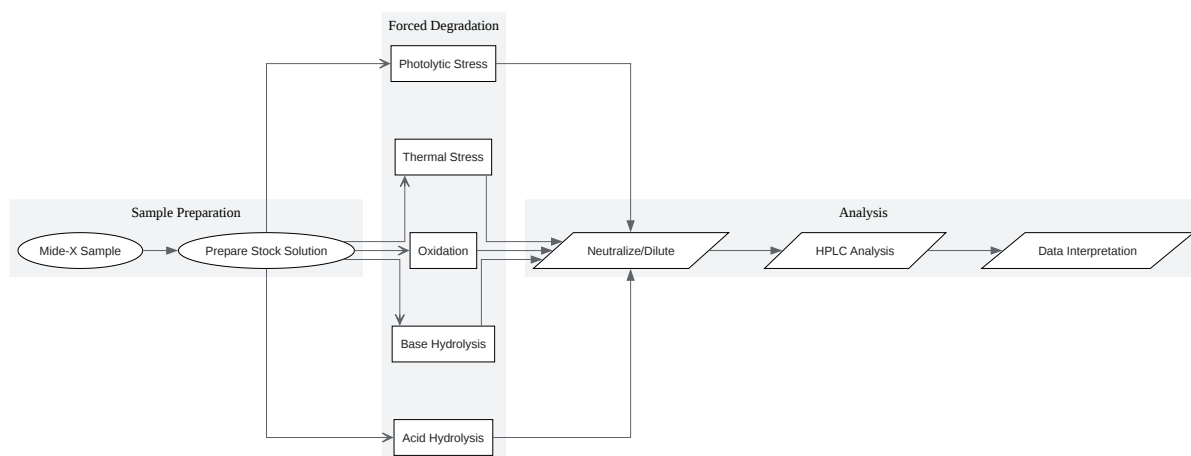 Forced Degradation
Photolytic Stress
Thermal Stress
Sample Preparation
Analysis
Mide-X Sample
Prepare Stock Solution
Oxidation
Neutralize/Dilute
HPLC Analysis
Data Interpretation
Base Hydrolysis
Acid Hydrolysis